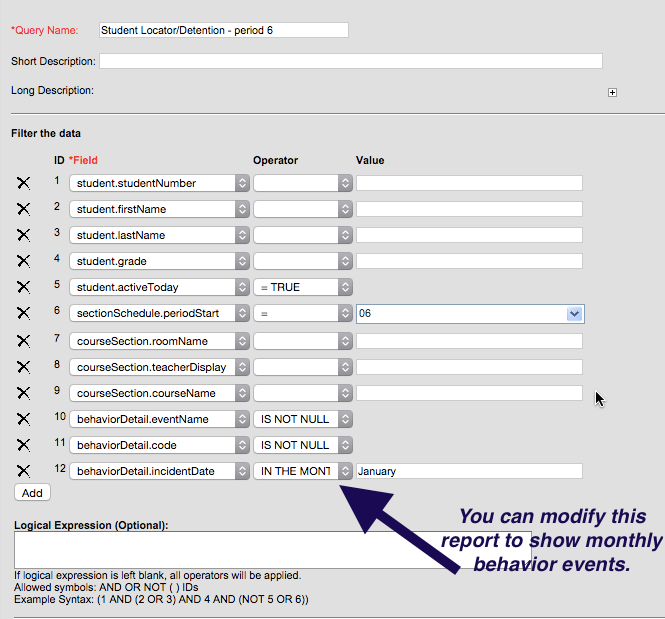 *Query Name: Student Locator/Detention - period 6
Short Description:
Long Description:
Filter the data
ID *Field Operator Value
1 student.studentNumber
2 student.firstName
3 student.lastName
4 student.grade
5 student.activeToday = TRUE
6 sectionSchedule.periodStart = 06
7 courseSection.roomName
8 courseSection.teacherDisplay
9 courseSection.courseName
10 behaviorDetail.eventName IS NOT NULL
11 behaviorDetail.code IS NOT NULL
12 behaviorDetail.incidentDate IN THE MONT January
Add
Logical Expression (Optional):
You can modify this
report to show monthly
behavior events.
If logical expression is left blank, all operators will be applied.
Allowed symbols: AND OR NOT ( ) IDs
Example Syntax: (1 AND (2 OR 3) AND 4 AND (NOT 5 OR 6))